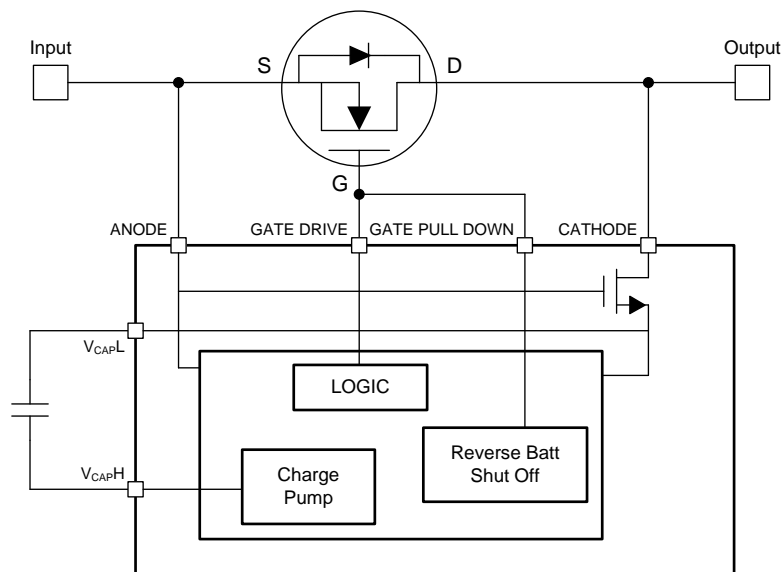 Input
Output
S
D
G
ANODE
GATE DRIVE
GATE PULL DOWN
CATHODE
VCAPL
LOGIC
VCAPH
Charge
Pump
Reverse Batt
Shut Off